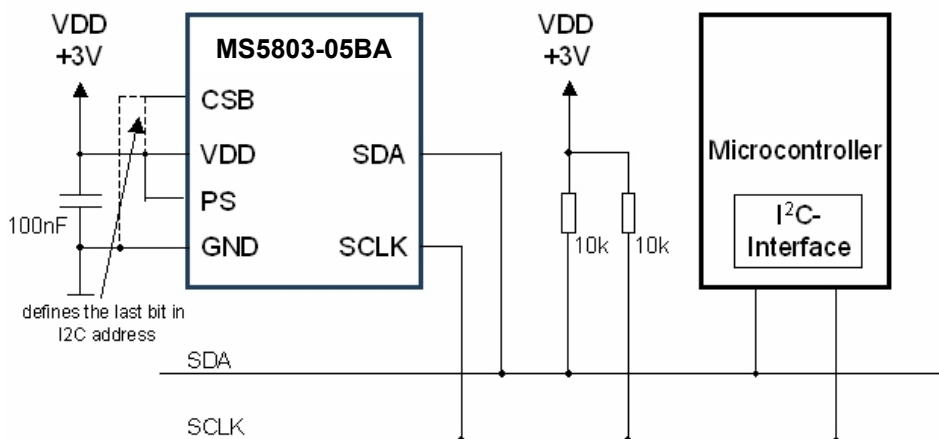 VDD
+3V
MS5803-05BA
CSB
VDD
PS
GND
SDA
SCLK
100nF
defines the last bit in
I2C address
VDD
+3V
10k
10k
Microcontroller
I²C-
Interface
SDA
SCLK